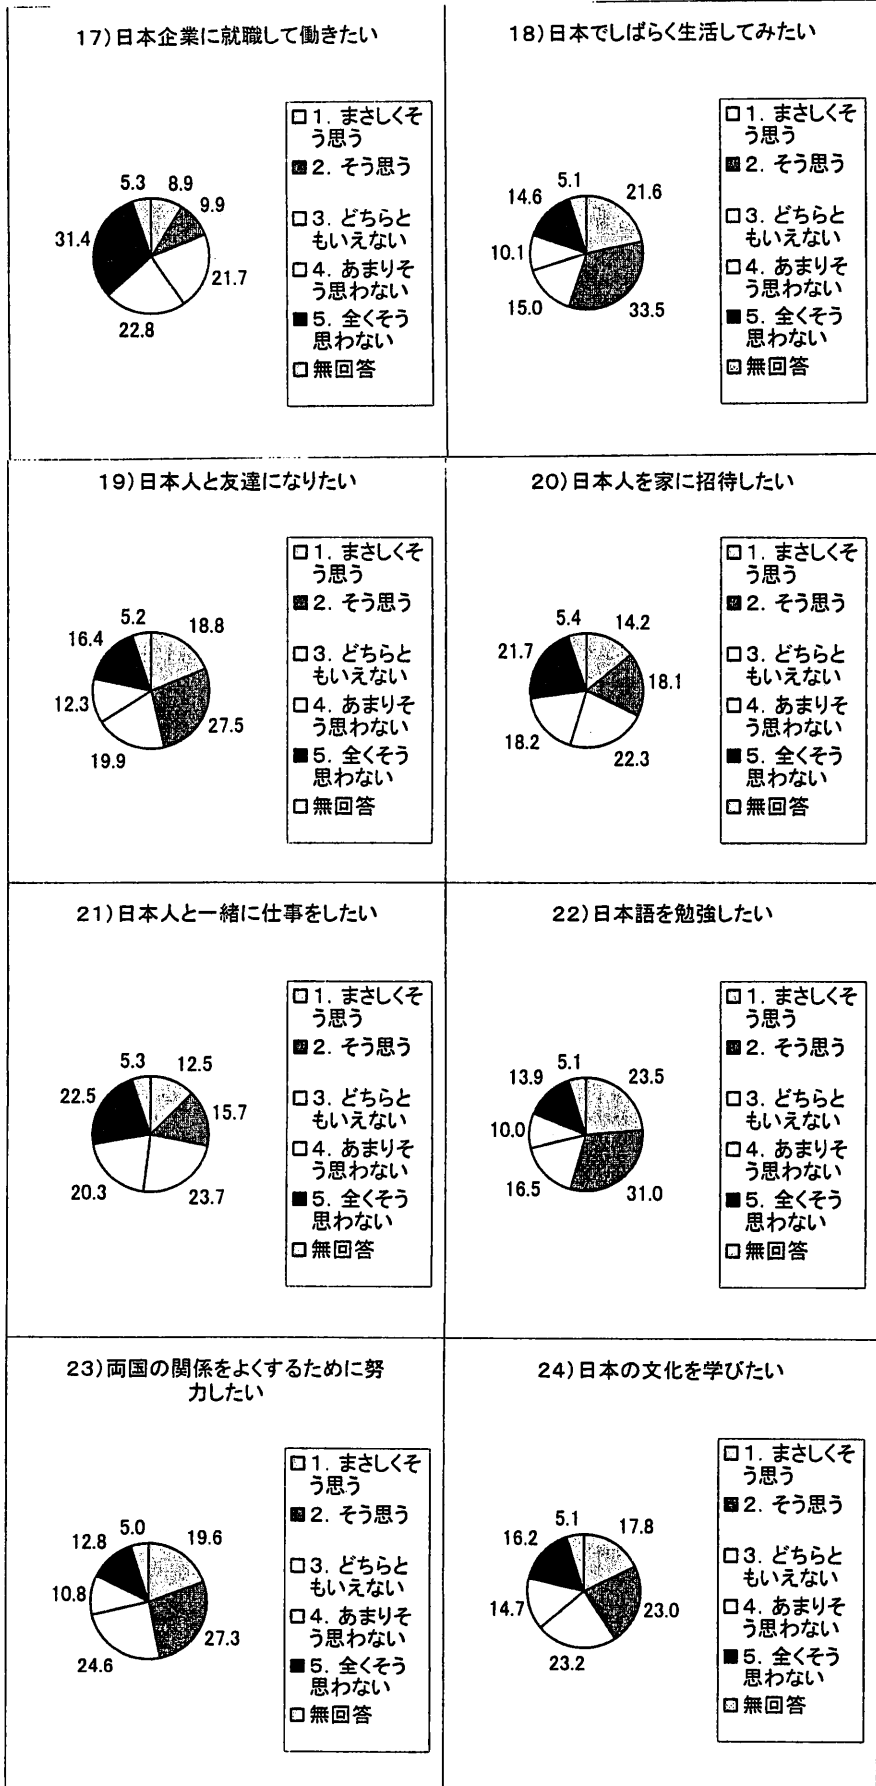 17)日本企業に就職して働きたい
5.3
8.9
9.9
31.4
21.7
22.8
1. まさしくそ
う思う
2. そう思う
3. どちらと
もいえない
4. あまりそ
う思わない
5. 全くそう
思わない
無回答
18)日本でしばらく生活してみたい
5.1
14.6
21.6
10.1
15.0
33.5
1. まさしくそ
う思う
2. そう思う
3. どちらと
もいえない
4. あまりそ
う思わない
5. 全くそう
思わない
無回答
19)日本人と友達になりたい
5.2
18.8
16.4
12.3
27.5
19.9
1. まさしくそ
う思う
2. そう思う
3. どちらと
もいえない
4. あまりそ
う思わない
5. 全くそう
思わない
無回答
20)日本人を家に招待したい
5.4
14.2
21.7
18.1
18.2
22.3
1. まさしくそ
う思う
2. そう思う
3. どちらと
もいえない
4. あまりそ
う思わない
5. 全くそう
思わない
無回答
21)日本人と一緒に仕事をしたい
5.3
12.5
22.5
15.7
20.3
23.7
1. まさしくそ
う思う
2. そう思う
3. どちらと
もいえない
4. あまりそ
う思わない
5. 全くそう
思わない
無回答
22)日本語を勉強したい
5.1
23.5
13.9
10.0
16.5
31.0
1. まさしくそ
う思う
2. そう思う
3. どちらと
もいえない
4. あまりそ
う思わない
5. 全くそう
思わない
無回答
23)両国の関係をよくするために努
力したい
5.0
19.6
12.8
10.8
27.3
24.6
1. まさしくそ
う思う
2. そう思う
3. どちらと
もいえない
4. あまりそ
う思わない
5. 全くそう
思わない
無回答
24)日本の文化を学びたい
5.1
17.8
16.2
14.7
23.0
23.2
1. まさしくそ
う思う
2. そう思う
3. どちらと
もいえない
4. あまりそ
う思わない
5. 全くそう
思わない
無回答